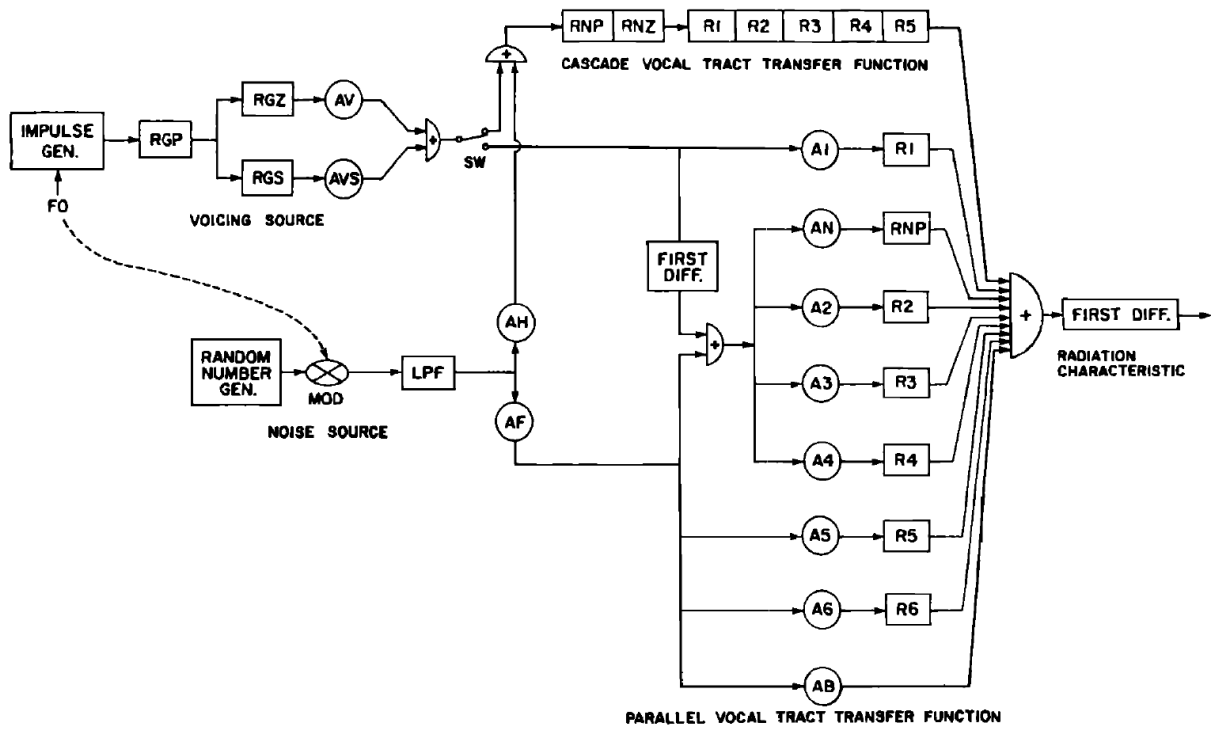 RNP RNZ R1 R2 R3 R4 R5
+
CASCADE VOCAL TRACT TRANSFER FUNCTION
IMPULSE
GEN.
RGP
RGZ
AV
RGS
AVS
+
SW
F0
VOICING SOURCE
A1
R1
FIRST
DIFF.
AN
RNP
A2
R2
+
A3
R3
A4
R4
A5
R5
A6
R6
AB
PARALLEL VOCAL TRACT TRANSFER FUNCTION
+
FIRST DIFF.
RADIATION
CHARACTERISTIC
RANDOM
NUMBER
GEN.
MOD
LPF
AH
AF
NOISE SOURCE